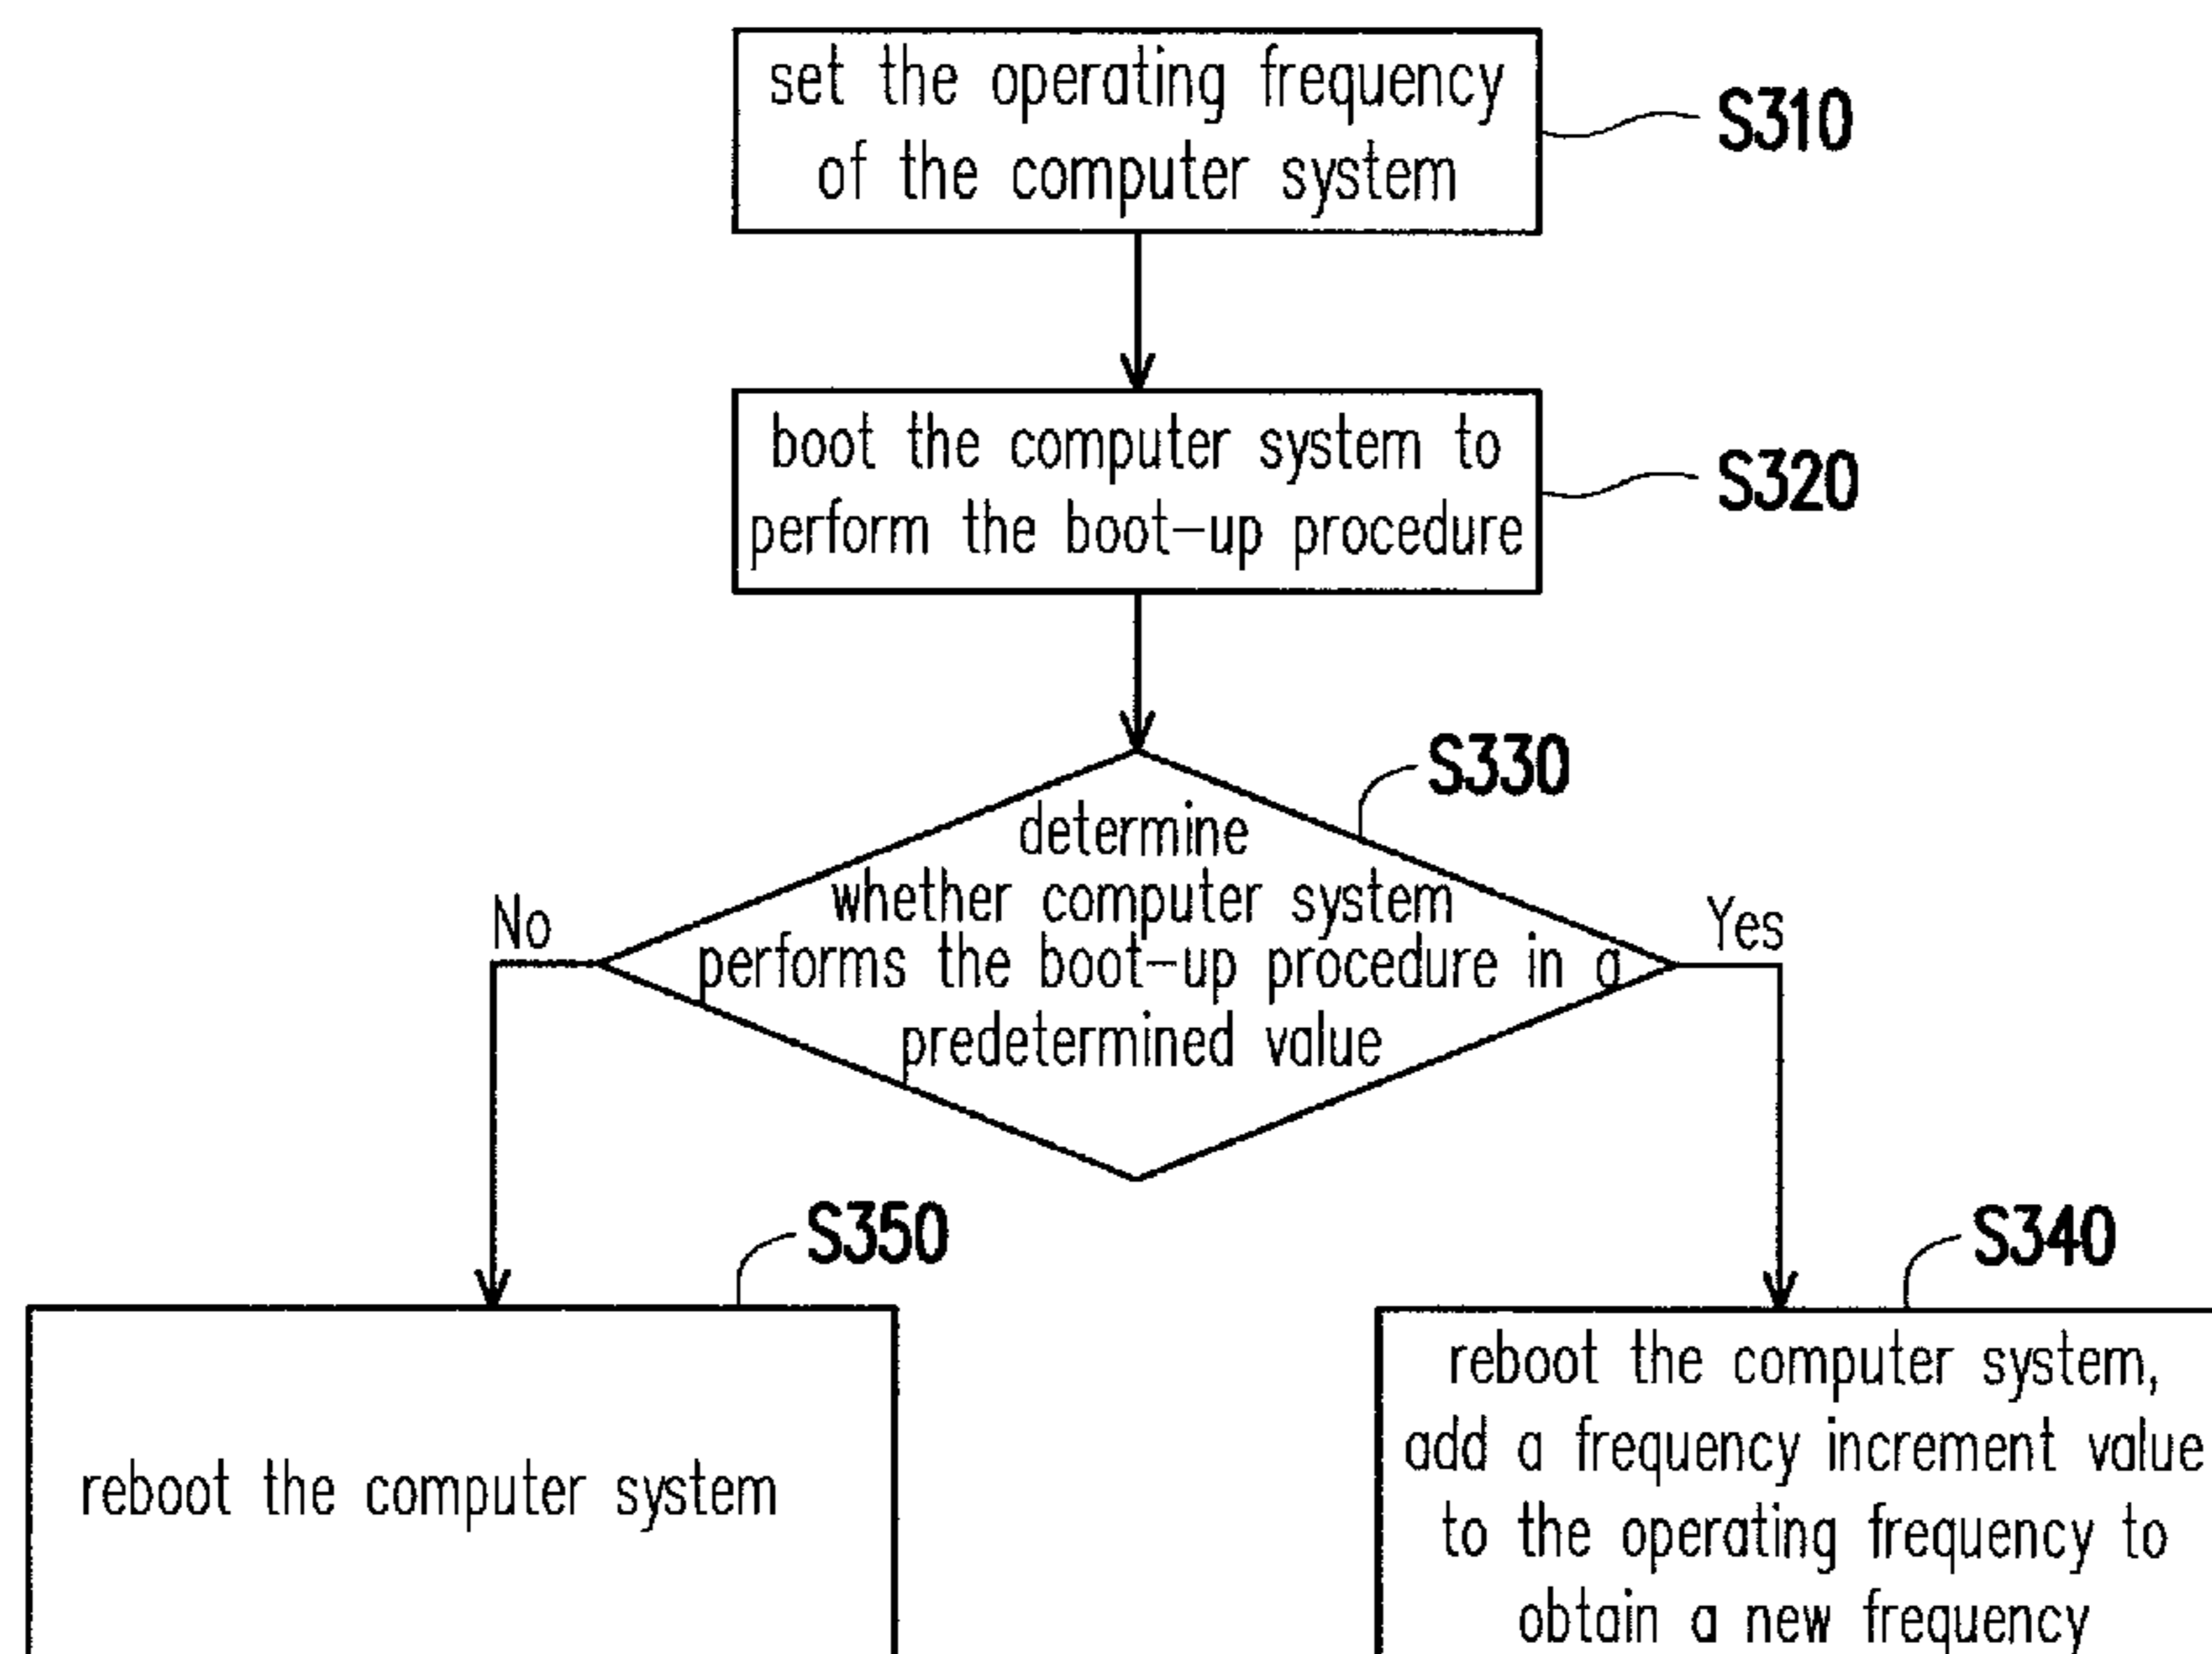 set the operating frequency
of the computer system
S310
boot the computer system to
perform the boot-up procedure
S320
S330
determine
whether computer system
performs the boot-up procedure in a
predetermined value
No
Yes
S350
reboot the computer system
S340
reboot the computer system,
add a frequency increment value
to the operating frequency to
obtain a new frequency